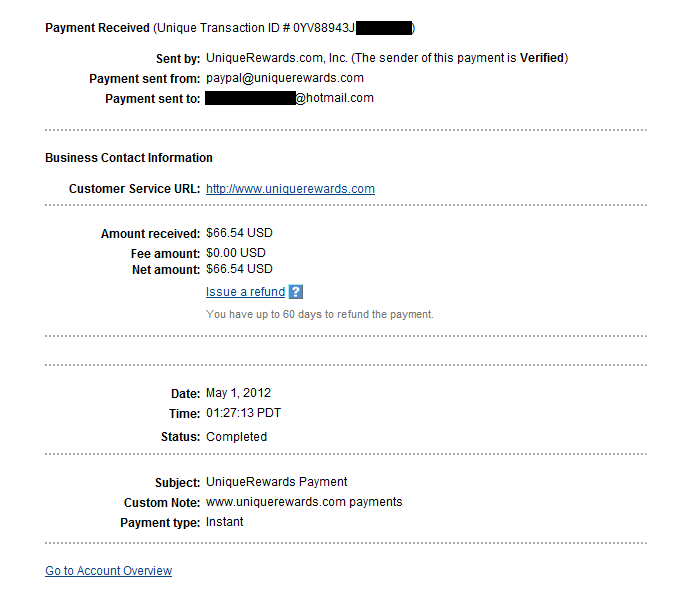 Payment Received (Unique Transaction ID # 0YV88943J )
Sent by: UniqueRewards.com, Inc. (The sender of this payment is Verified)
Payment sent from: paypal@uniquerewards.com
Payment sent to: @hotmail.com
Business Contact Information
Customer Service URL: http://www.uniquerewards.com
Amount received: $66.54 USD
Fee amount: $0.00 USD
Net amount: $66.54 USD
Issue a refund ?
You have up to 60 days to refund the payment.
Date: May 1, 2012
Time: 01:27:13 PDT
Status: Completed
Subject: UniqueRewards Payment
Custom Note: www.uniquerewards.com payments
Payment type: Instant
Go to Account Overview